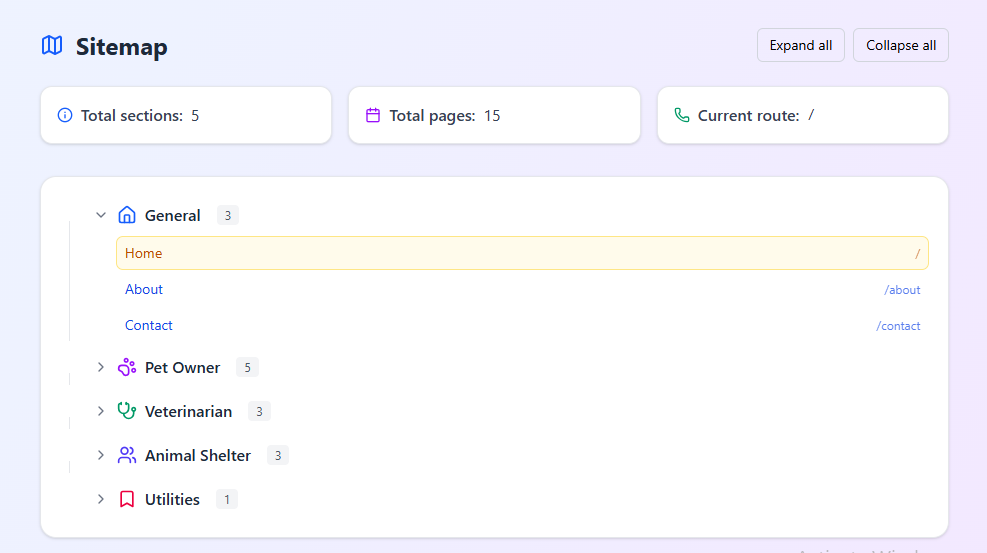 Sitemap
Expand all
Collapse all
Total sections: 5
Total pages: 15
Current route: /
General 3
Home /
About /about
Contact /contact
Pet Owner 5
Veterinarian 3
Animal Shelter 3
Utilities 1